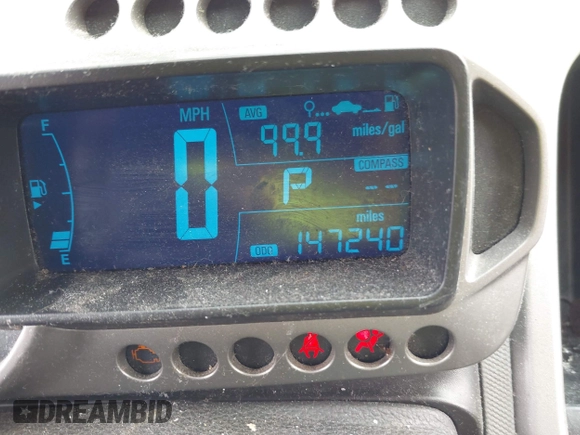 MPH
AVG
99.9 miles/gal
F
0
COMPASS
P --
miles
E
ODO 147240
DREAMBID